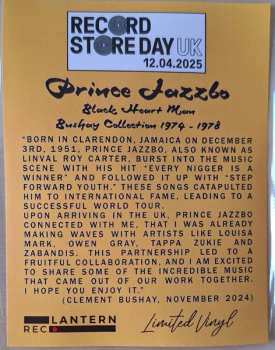 RECORD
STORE DAY UK
12.04.2025
Prince Jazzbo
Black Heart Man
Bushay Collection 1974 - 1978
"BORN IN CLARENDON, JAMAICA ON DECEMBER
3RD, 1951, PRINCE JAZZBO, ALSO KNOWN AS
LINVAL ROY CARTER, BURST INTO THE MUSIC
SCENE WITH HIS HIT "EVERY NIGGER IS A
WINNER" AND FOLLOWED IT UP WITH "STEP
FORWARD YOUTH." THESE SONGS CATAPULTED
HIM TO INTERNATIONAL FAME, LEADING TO A
SUCCESSFUL WORLD TOUR.
UPON ARRIVING IN THE UK, PRINCE JAZZBO
CONNECTED WITH ME, THAT I WAS ALREADY
MAKING WAVES WITH ARTISTS LIKE LOUISA
MARK, OWEN GRAY, TAPPA ZUKIE AND
ZABANDIS. THIS PARTNERSHIP LED TO A
FRUITFUL COLLABORATION, AND I AM EXCITED
TO SHARE SOME OF THE INCREDIBLE MUSIC
THAT CAME OUT OF OUR WORK TOGETHER.
I HOPE YOU ENJOY IT."
(CLEMENT BUSHAY, NOVEMBER 2024)
LANTERN
REC
Limited Vinyl